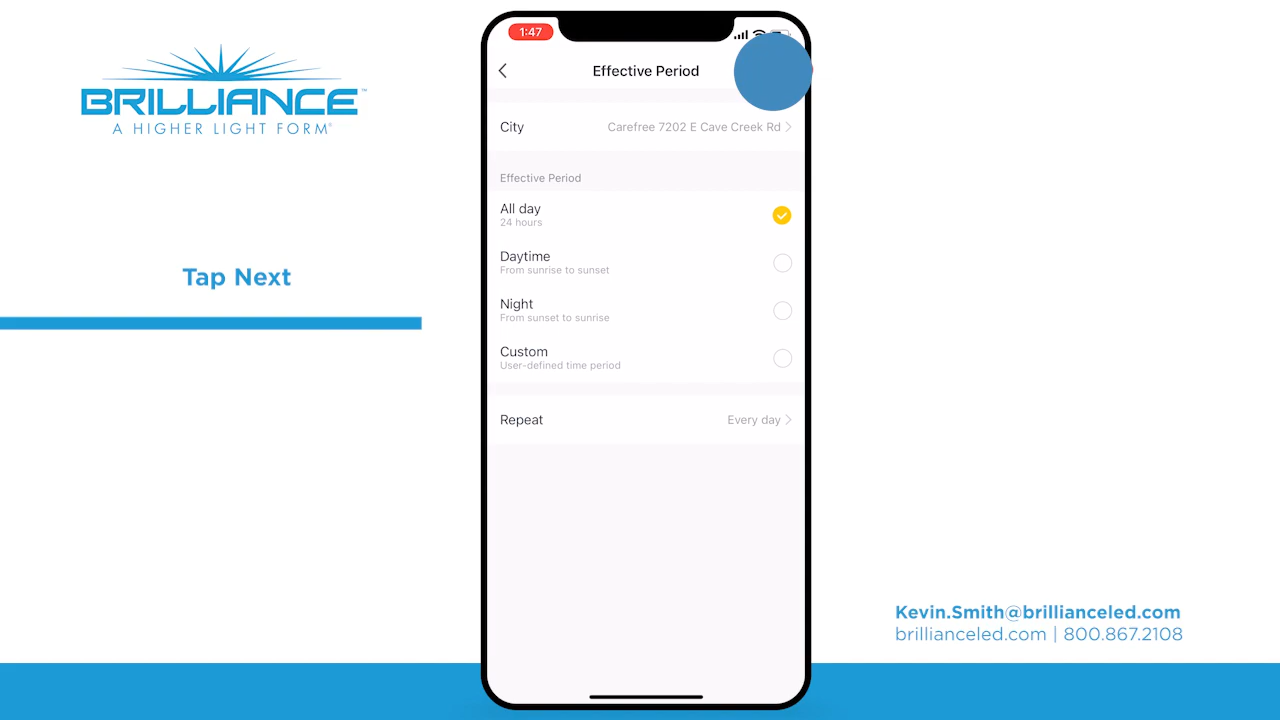 BRILLIANCE™
A HIGHER LIGHT FORM®
Tap Next
1:47
Effective Period
City
Carefree 7202 E Cave Creek Rd
Effective Period
All day
24 hours
Daytime
From sunrise to sunset
Night
From sunset to sunrise
Custom
User-defined time period
Repeat
Every day
Kevin.Smith@brillianceled.com
brillianceled.com | 800.867.2108